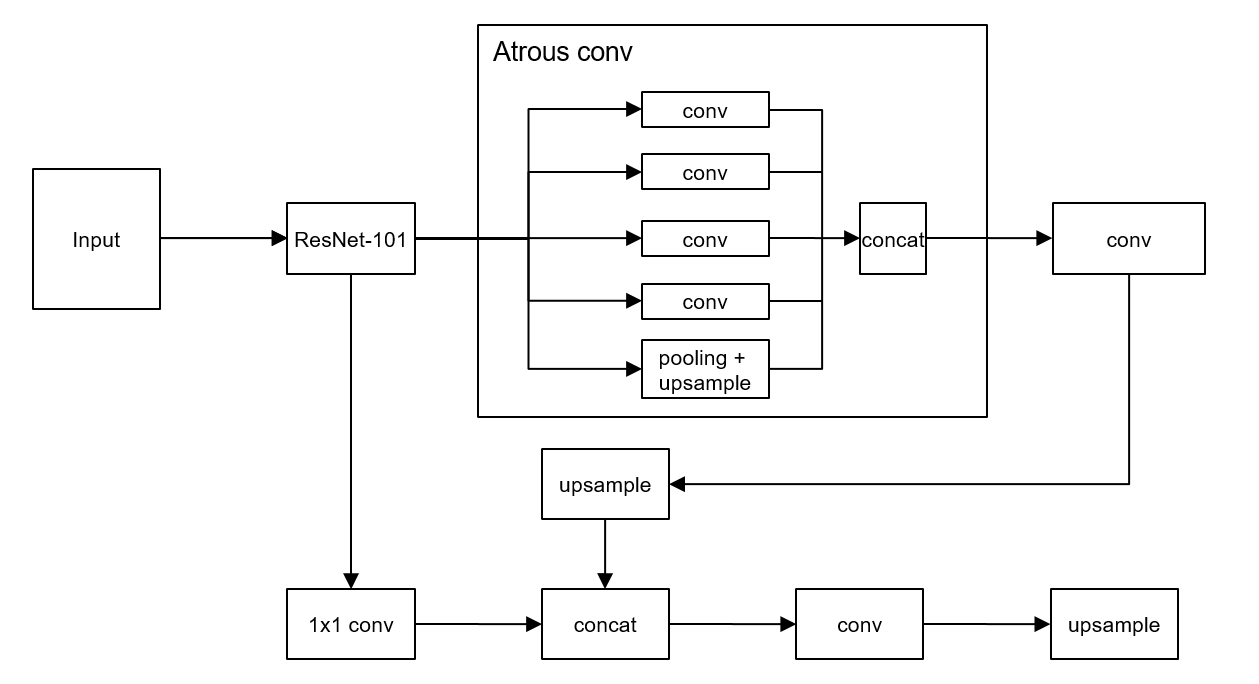 Atrous conv
conv
conv
Input
ResNet-101
conv
concat
conv
conv
pooling +
upsample
upsample
1x1 conv
concat
conv
upsample